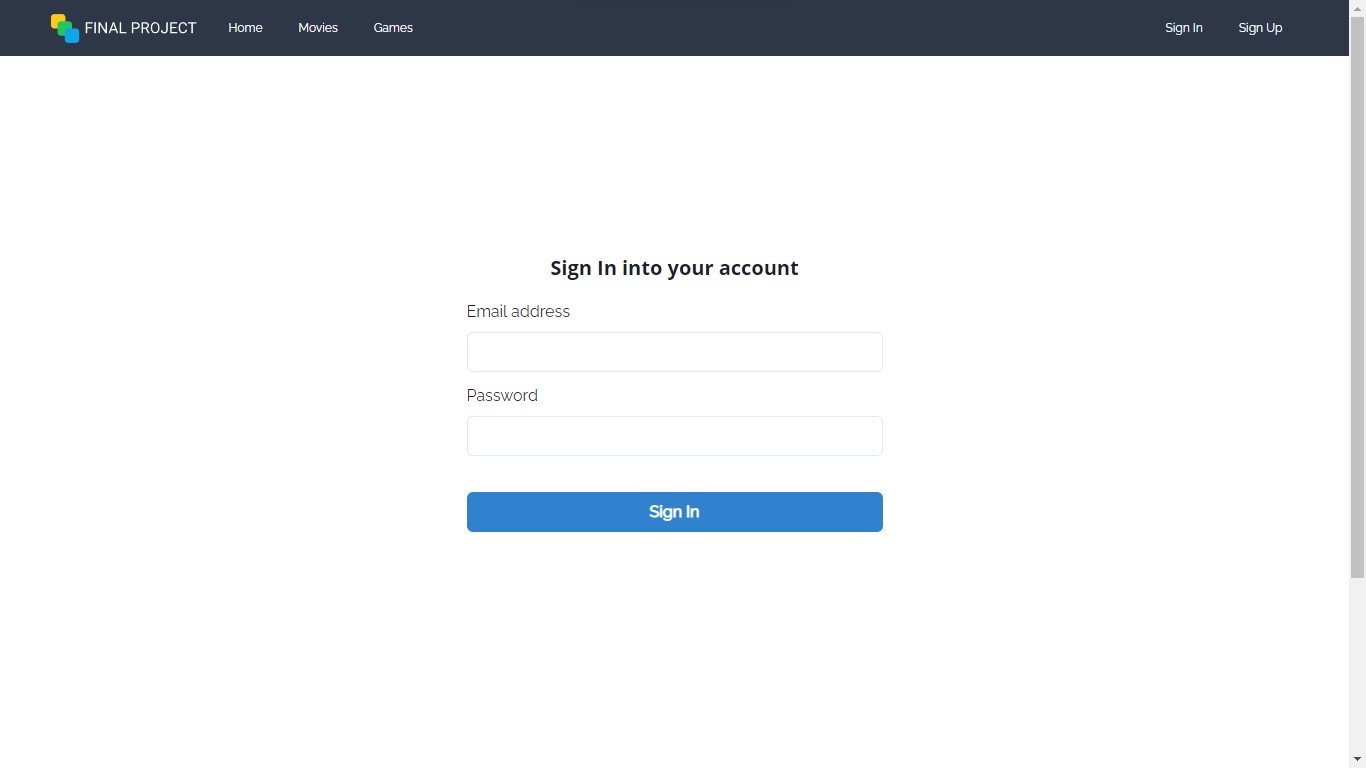 FINAL PROJECT Home Movies Games Sign In Sign Up
Sign In into your account
Email address
Password
Sign In